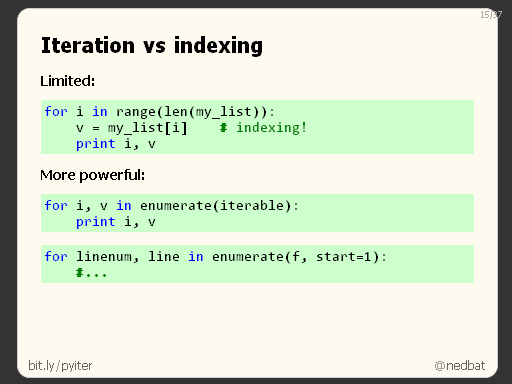 15/37
Iteration vs indexing
Limited:
for i in range(len(my_list)):
    v = my_list[i]    # indexing!
    print i, v
More powerful:
for i, v in enumerate(iterable):
    print i, v
for linenum, line in enumerate(f, start=1):
    #...
bit.ly/pyiter
@nedbat